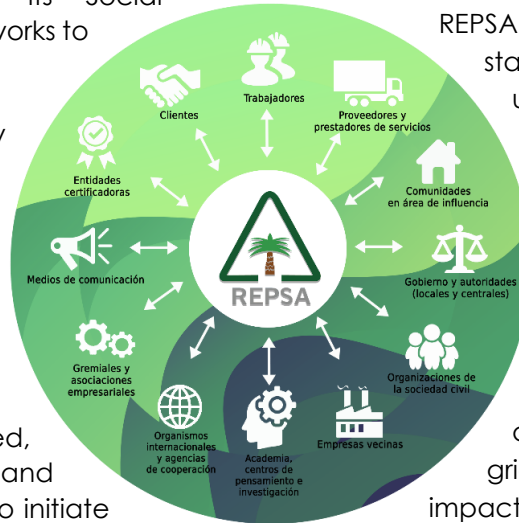 Social
works to
REPSA
sta
Trabajadores
Clientes
Proveedores y
prestadores de servicios
Entidades
certificadoras
Comunidades
en área de influencia
REPSA
Medios de comunicación
Gobierno y autoridades
(locales y centrales)
Gremiales y
asociaciones
empresariales
Organizaciones de
la sociedad civil
Organismos
internacionales
y agencias
de cooperación
Academia,
centros de
pensamiento e
investigación
Empresas vecinas
and
initiate
gri
impact